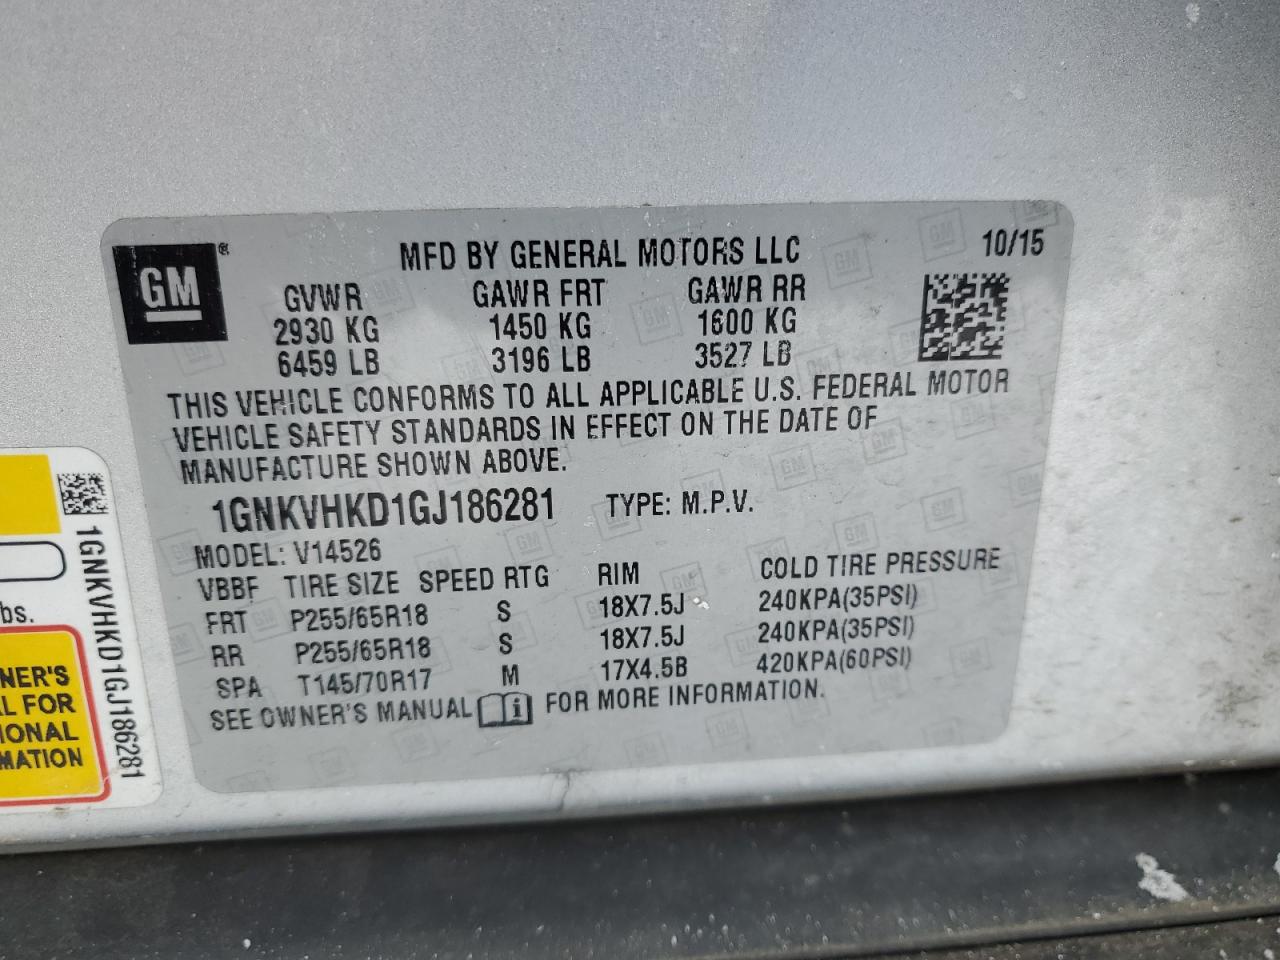 GM ®
MFD BY GENERAL MOTORS LLC
10/15
GVWR GAWR FRT GAWR RR
2930 KG 1450 KG 1600 KG
6459 LB 3196 LB 3527 LB
THIS VEHICLE CONFORMS TO ALL APPLICABLE U.S. FEDERAL MOTOR
VEHICLE SAFETY STANDARDS IN EFFECT ON THE DATE OF
MANUFACTURE SHOWN ABOVE.
1GNKVHKD1GJ186281 TYPE: M.P.V.
MODEL: V14526
VBBF TIRE SIZE SPEED RTG RIM COLD TIRE PRESSURE
FRT P255/65R18 S 18X7.5J 240KPA(35PSI)
RR P255/65R18 S 18X7.5J 240KPA(35PSI)
SPA T145/70R17 M 17X4.5B 420KPA(60PSI)
SEE OWNER'S MANUAL i FOR MORE INFORMATION.
1GNKVHKD1GJ186281
bs.
NER'S
L FOR
IONAL
MATION